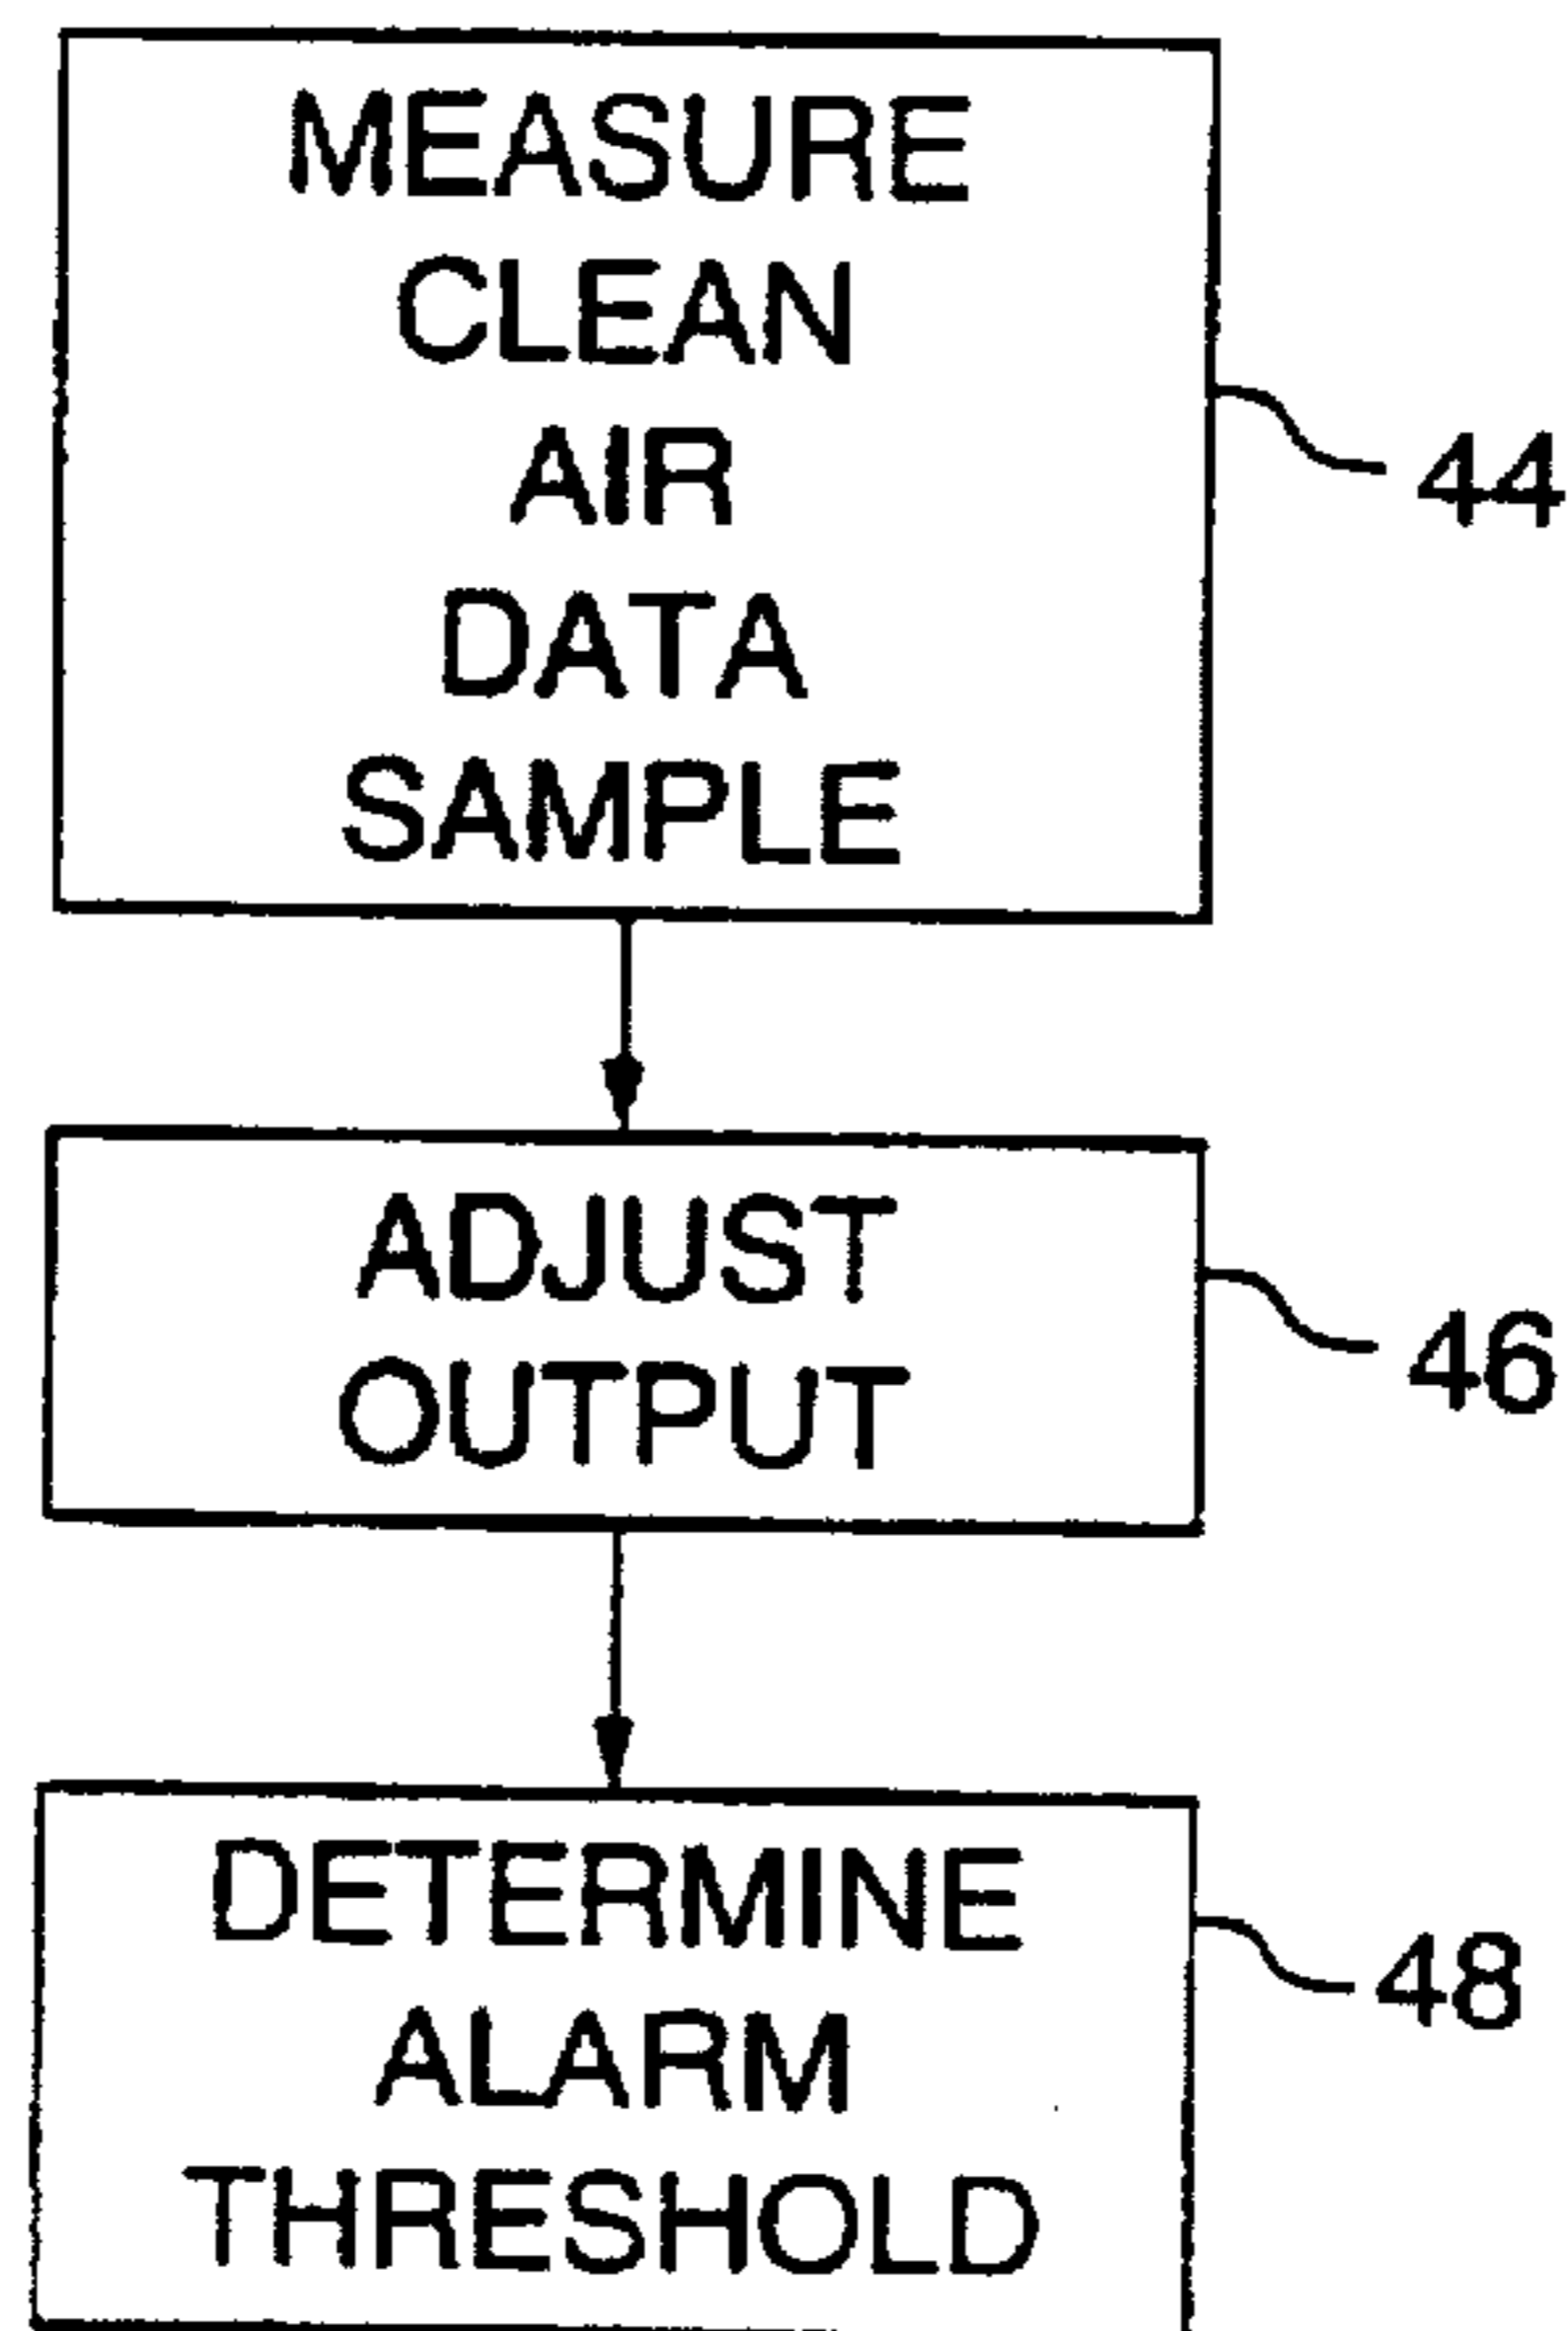 MEASURE
CLEAN
AIR
DATA
SAMPLE
44
ADJUST
OUTPUT
46
DETERMINE
ALARM
THRESHOLD
48